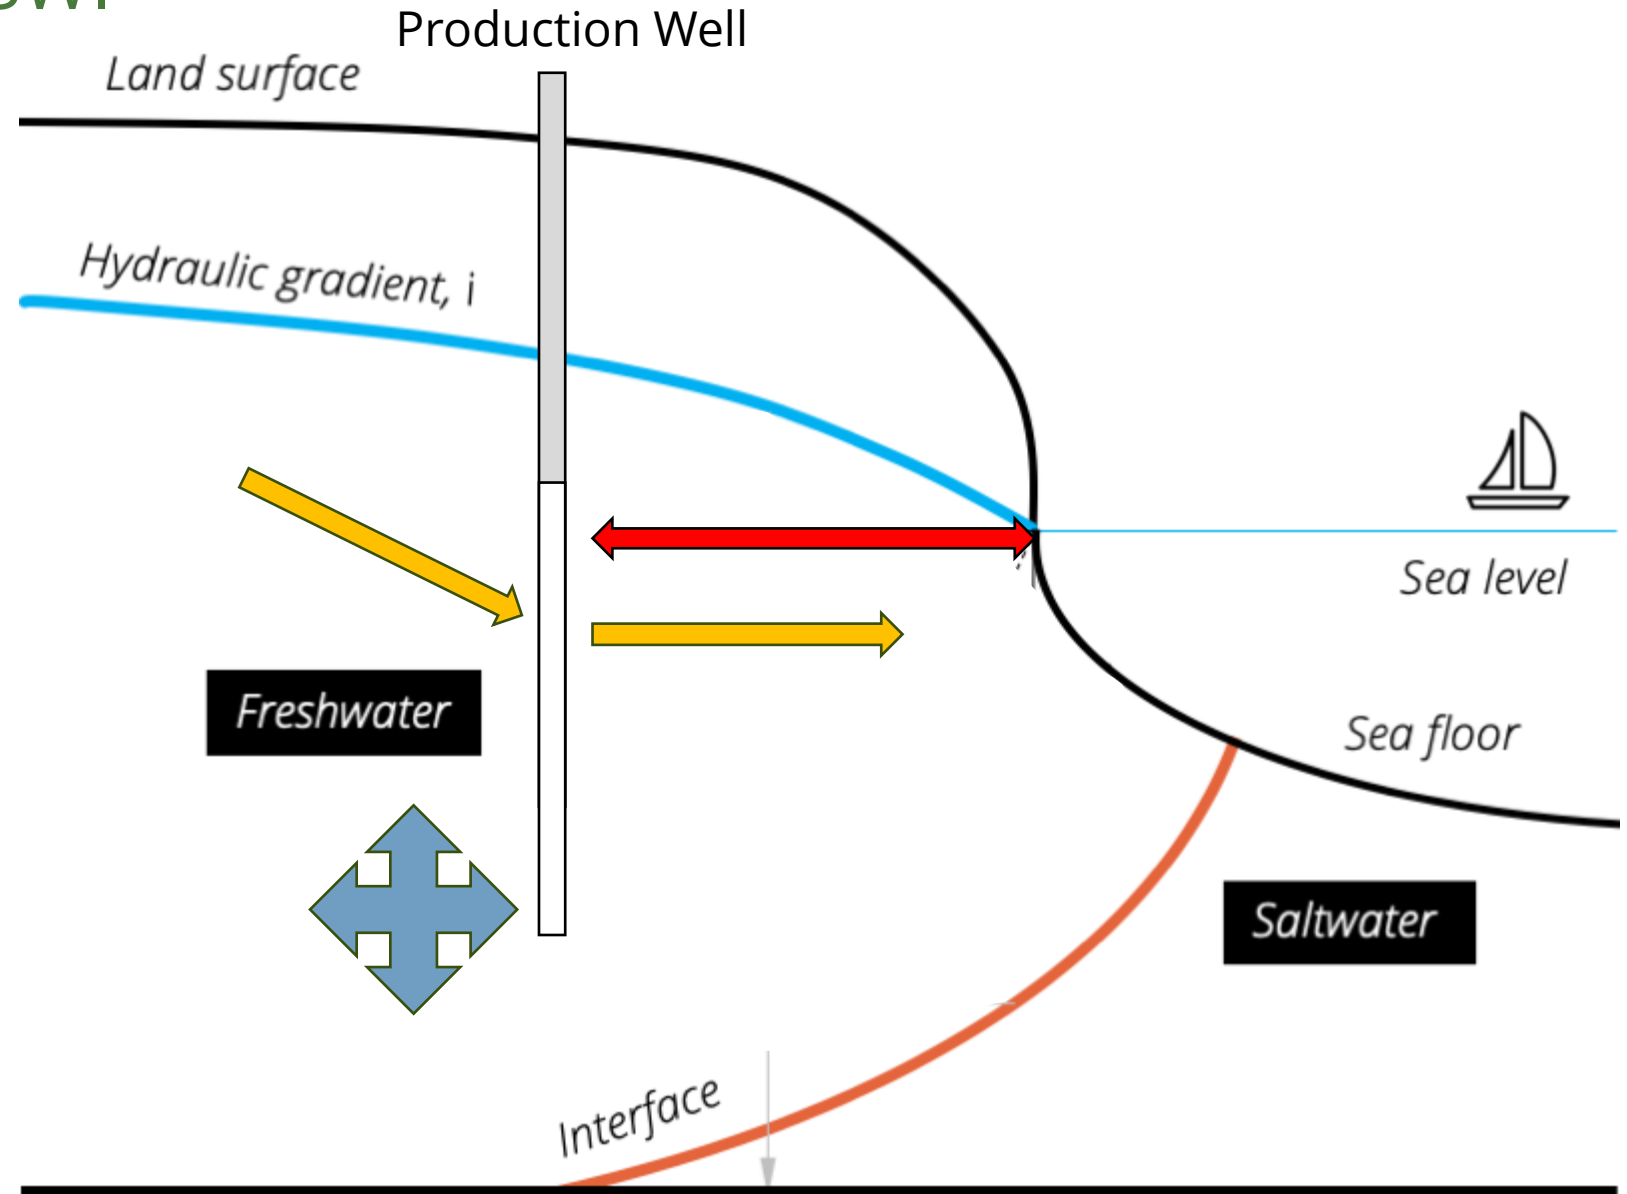 Production Well
Land surface
Hydraulic gradient, i
Sea level
Freshwater
Sea floor
Saltwater
Interface